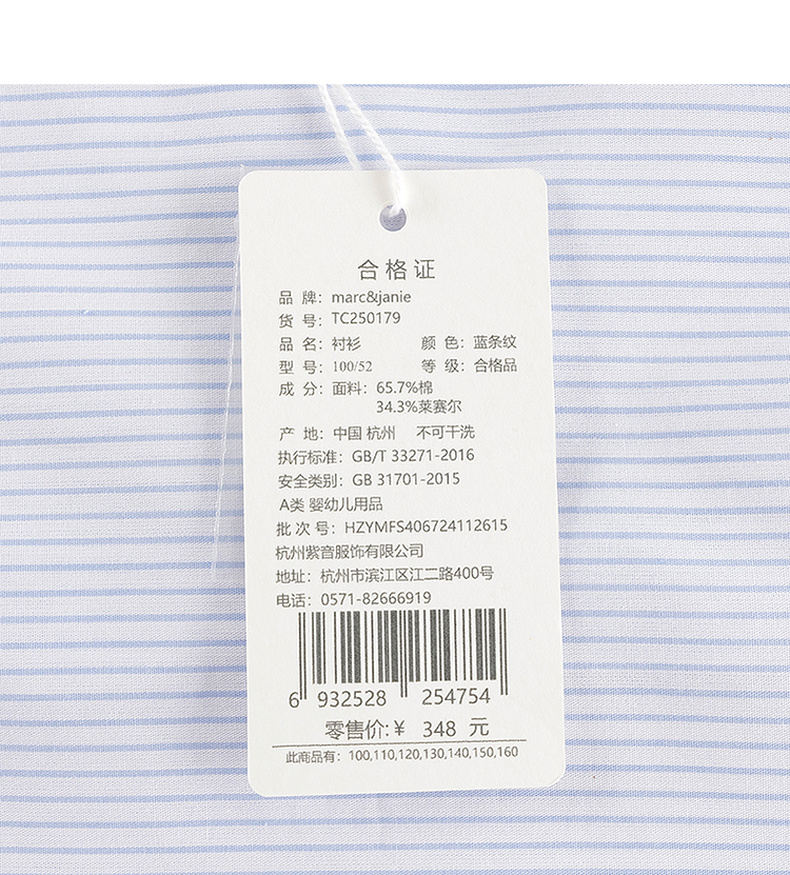 合格证
品 牌：marc&janie
货 号：TC250179
品 名：衬衫 颜 色：蓝条纹
型 号：100/52 等 级：合格品
成 分：面料：65.7%棉
34.3%莱赛尔
产 地：中国 杭州 不可干洗
执行标准：GB/T 33271-2016
安全类别：GB 31701-2015
A类 婴幼儿用品
批 次 号：HZYMFS406724112615
杭州紫音服饰有限公司
地址：杭州市滨江区江二路400号
电话：0571-82666919
6 932528 254754
零售价:¥ 348 元
此商品有：100,110,120,130,140,150,160